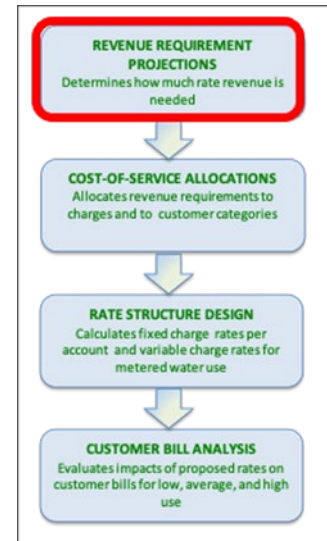 REVENUE REQUIREMENT
PROJECTIONS
Determines how much rate revenue is
needed
COST-OF-SERVICE ALLOCATIONS
Allocates revenue requirements to
charges and to customer categories
RATE STRUCTURE DESIGN
Calculates fixed charge rates per
account and variable charge rates for
metered water use
CUSTOMER BILL ANALYSIS
Evaluates impacts of proposed rates on
customer bills for low, average, and high
use